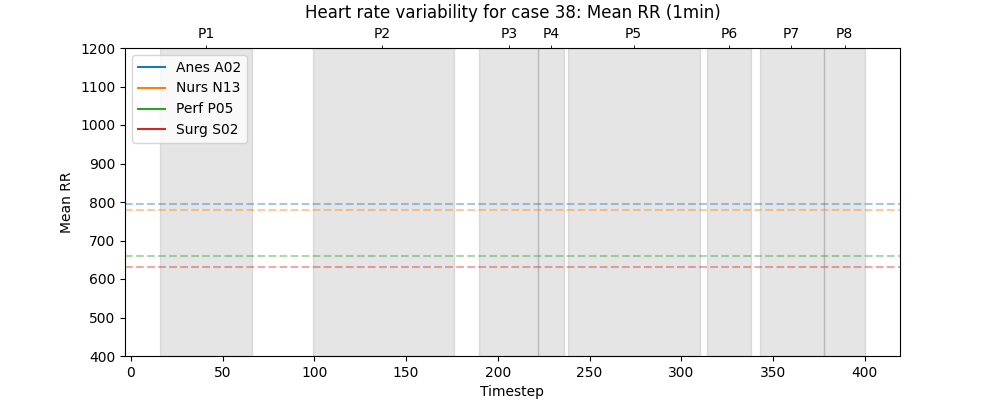 Heart rate variability for case 38: Mean RR (1min)
P1 P2 P3 P4 P5 P6 P7 P8
1200
1100
1000
900
800
700
600
500
400
Mean RR
Anes A02
Nurs N13
Perf P05
Surg S02
0 50 100 150 200 250 300 350 400
Timestep